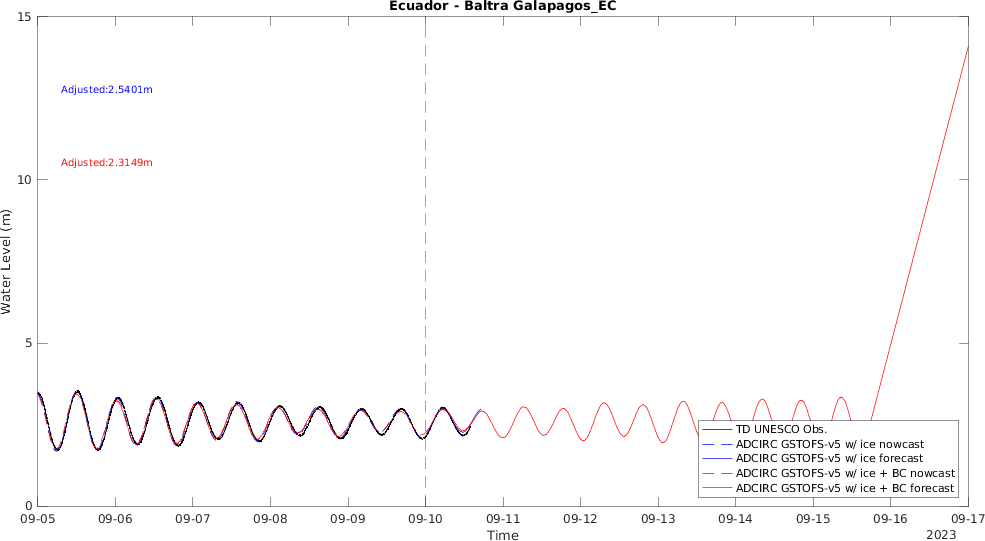 Ecuador - Baltra Galapagos_EC
15
Adjusted:2.5401m
Adjusted:2.3149m
10
Water Level (m)
5
TD UNESCO Obs.
ADCIRC GSTOFS-v5 w/ ice nowcast
ADCIRC GSTOFS-v5 w/ ice forecast
ADCIRC GSTOFS-v5 w/ ice + BC nowcast
ADCIRC GSTOFS-v5 w/ ice + BC forecast
0
09-05 09-06 09-07 09-08 09-09 09-10 09-11 09-12 09-13 09-14 09-15 09-16 09-17
Time
2023